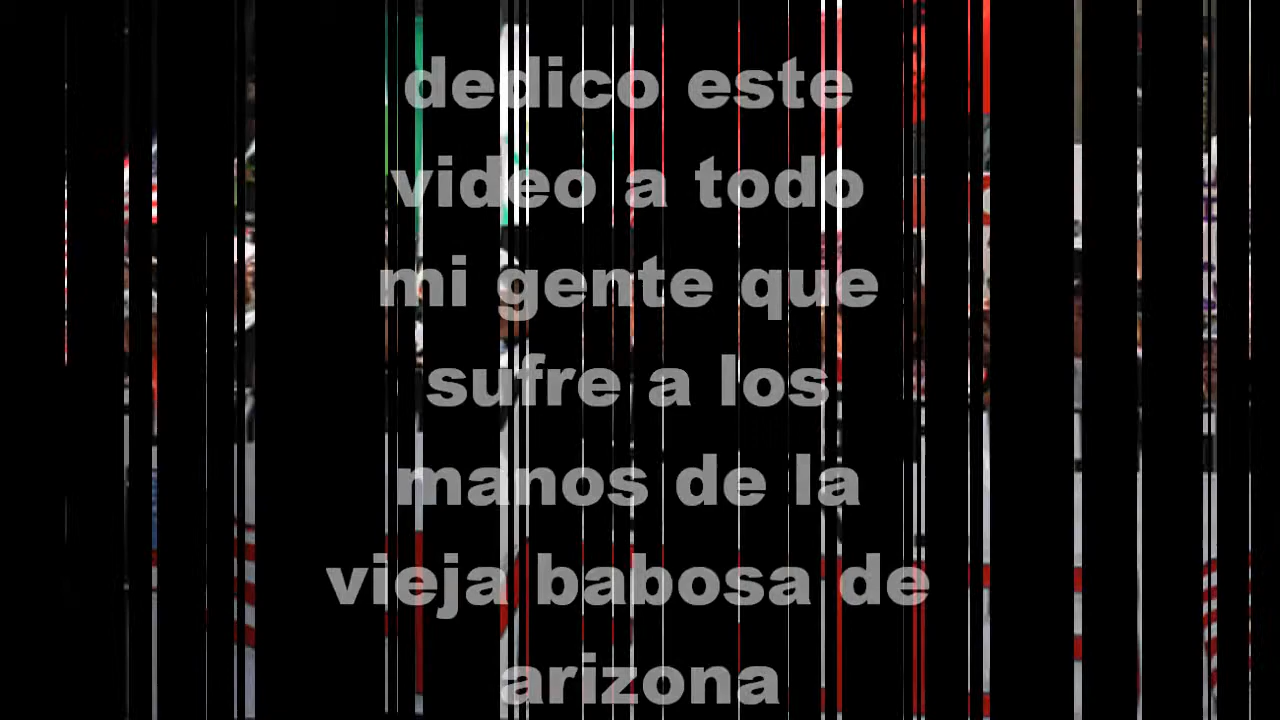 dedico este
video a todo
mi gente que
sufre a los
manos de la
vieja babosa de
arizona